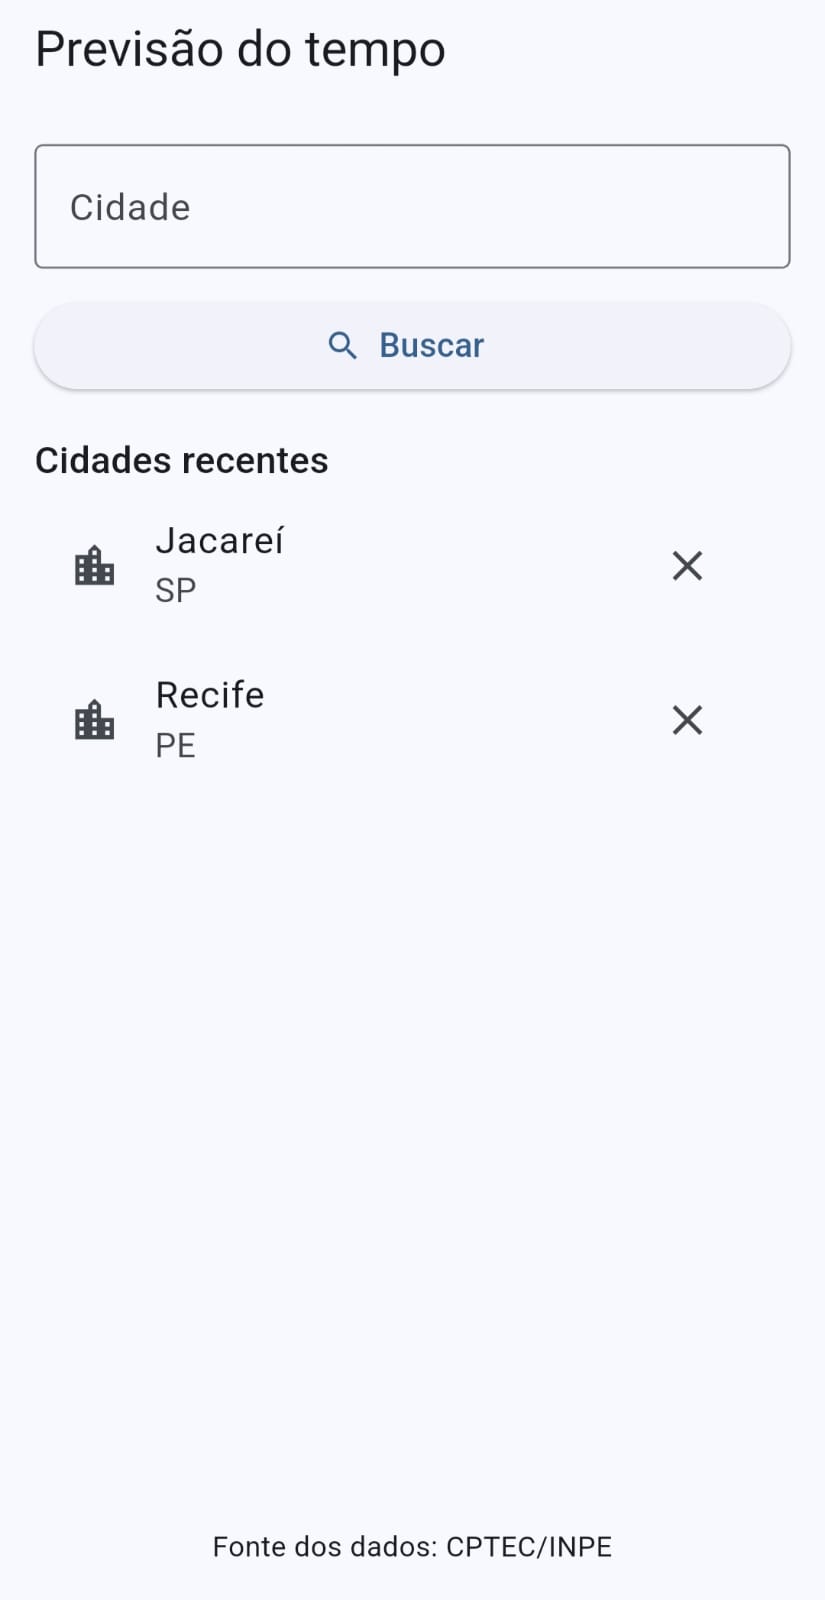 Previsão do tempo
Cidade
Buscar
Cidades recentes
Jacareí
SP
Recife
PE
Fonte dos dados: CPTEC/INPE